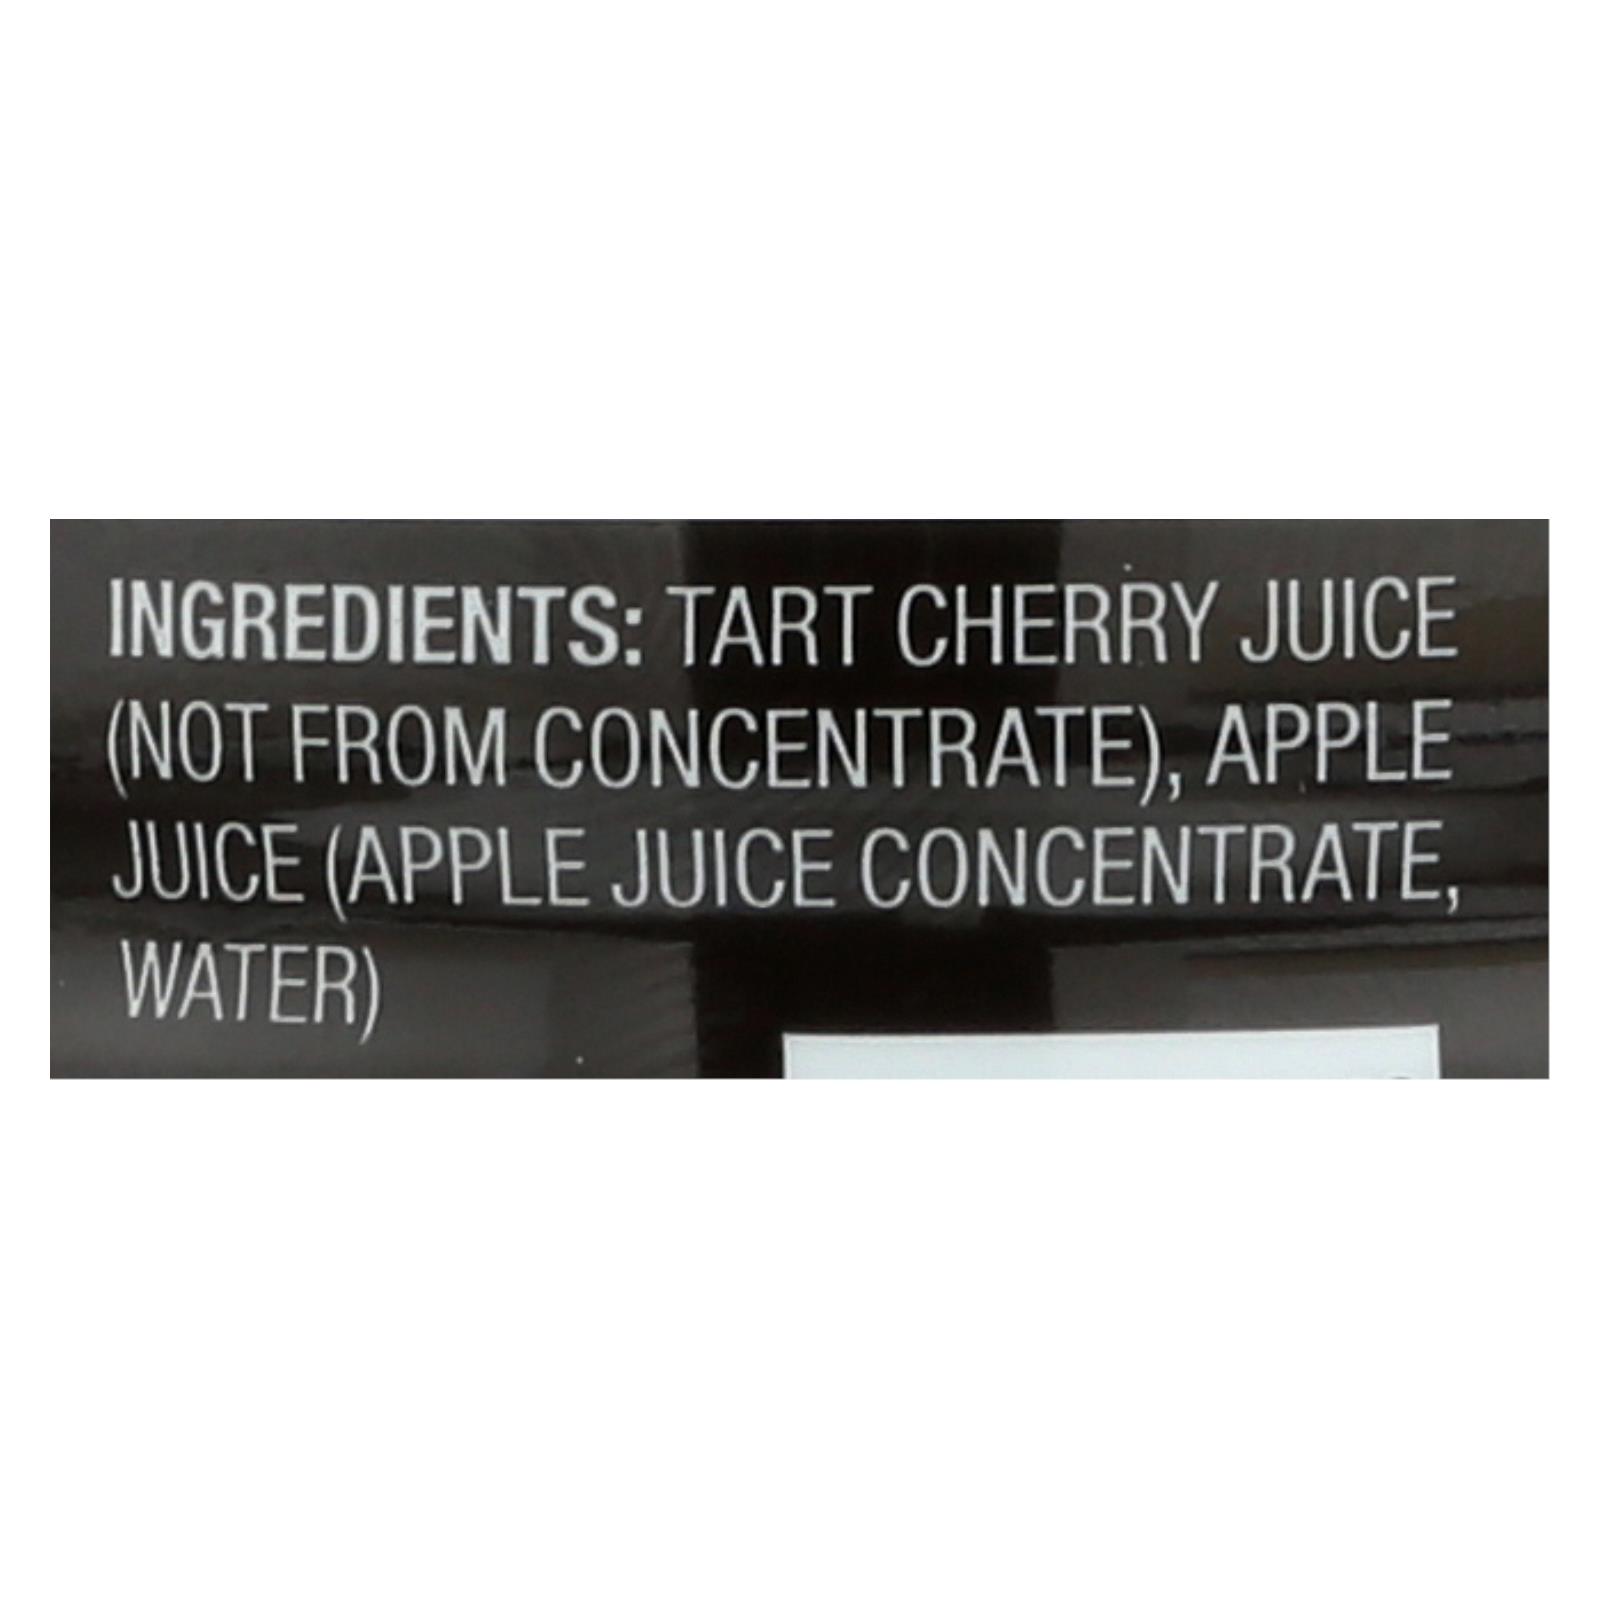 INGREDIENTS: TART CHERRY JUICE
(NOT FROM CONCENTRATE), APPLE
JUICE (APPLE JUICE CONCENTRATE,
WATER)